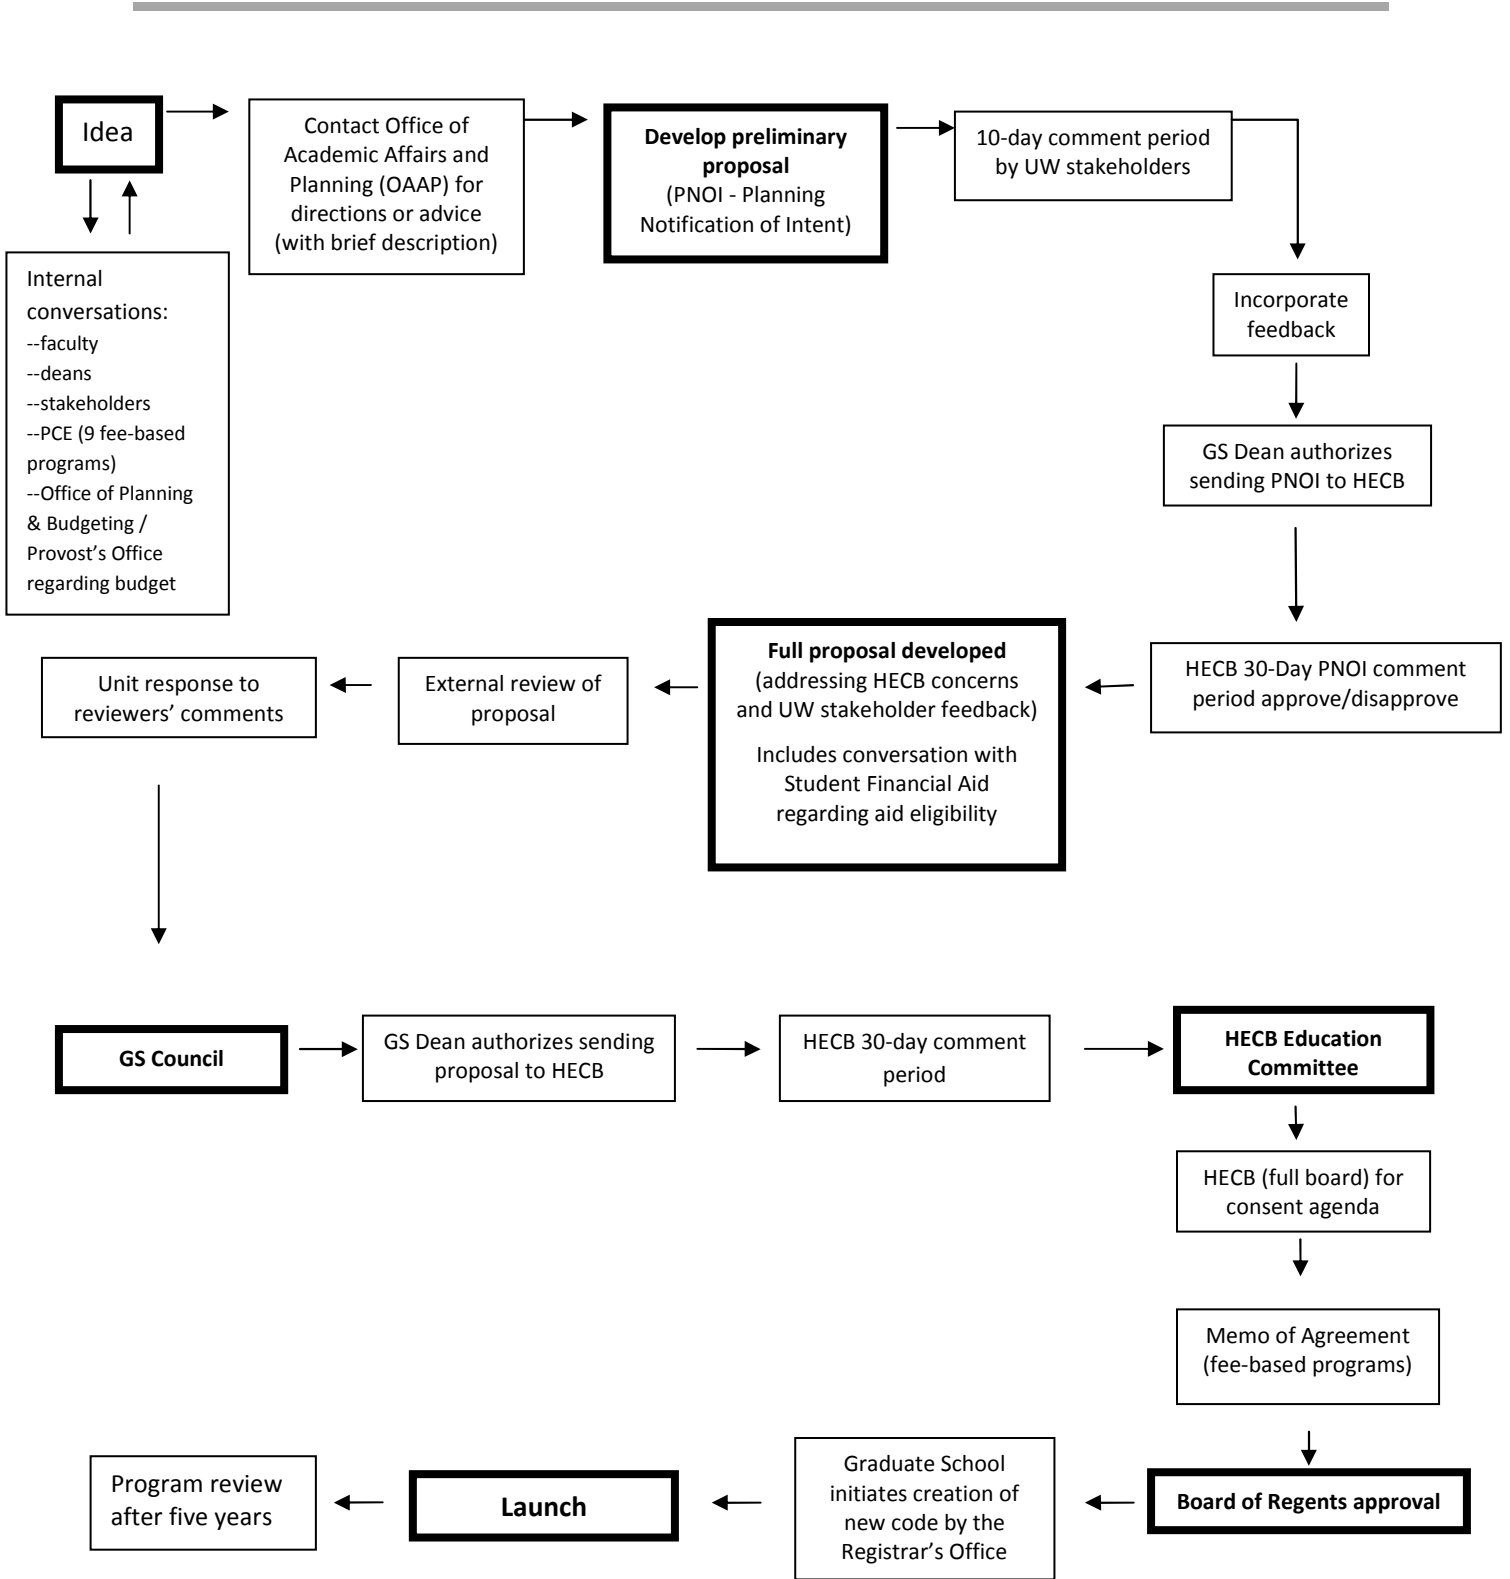 Idea
Contact Office of
Academic Affairs and
Planning (OAAP) for
directions or advice
(with brief description)
Develop preliminary
proposal
(PNOI - Planning
Notification of Intent)
10-day comment period
by UW stakeholders
Internal
conversations:
--faculty
--deans
--stakeholders
--PCE (9 fee-based
programs)
--Office of Planning
& Budgeting /
Provost’s Office
regarding budget
Incorporate
feedback
GS Dean authorizes
sending PNOI to HECB
HECB 30-Day PNOI comment
period approve/disapprove
Full proposal developed
(addressing HECB concerns
and UW stakeholder feedback)
Includes conversation with
Student Financial Aid
regarding aid eligibility
External review of
proposal
Unit response to
reviewers’ comments
GS Council
GS Dean authorizes sending
proposal to HECB
HECB 30-day comment
period
HECB Education
Committee
HECB (full board) for
consent agenda
Memo of Agreement
(fee-based programs)
Board of Regents approval
Graduate School
initiates creation of
new code by the
Registrar’s Office
Launch
Program review
after five years